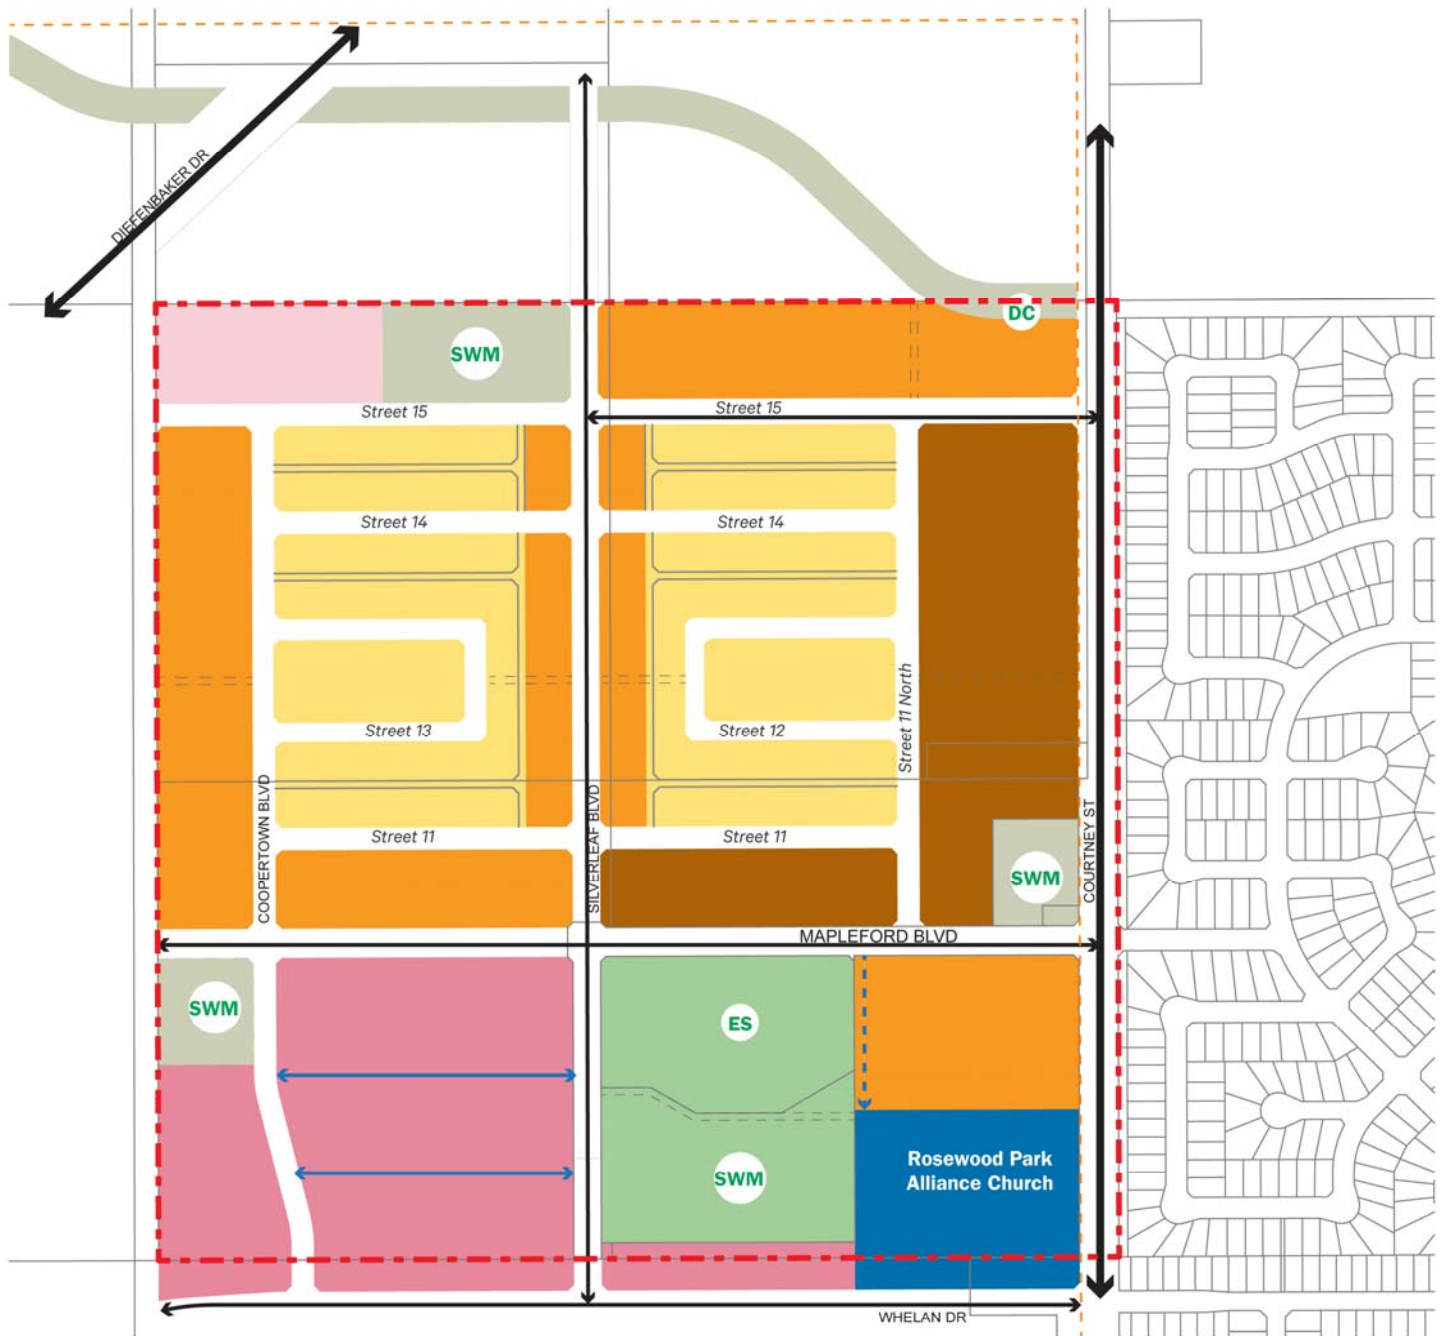 DIEFENBAKER DR
DC
SWM
Street 15
Street 15
Street 14
Street 14
Street 13
Street 12
Street 11 North
COOPERTOWN BLVD
SILVERLEAF BLVD
COURTNEY ST
Street 11
Street 11
SWM
MAPLEFORD BLVD
SWM
ES
SWM
Rosewood Park
Alliance Church
WHELAN DR